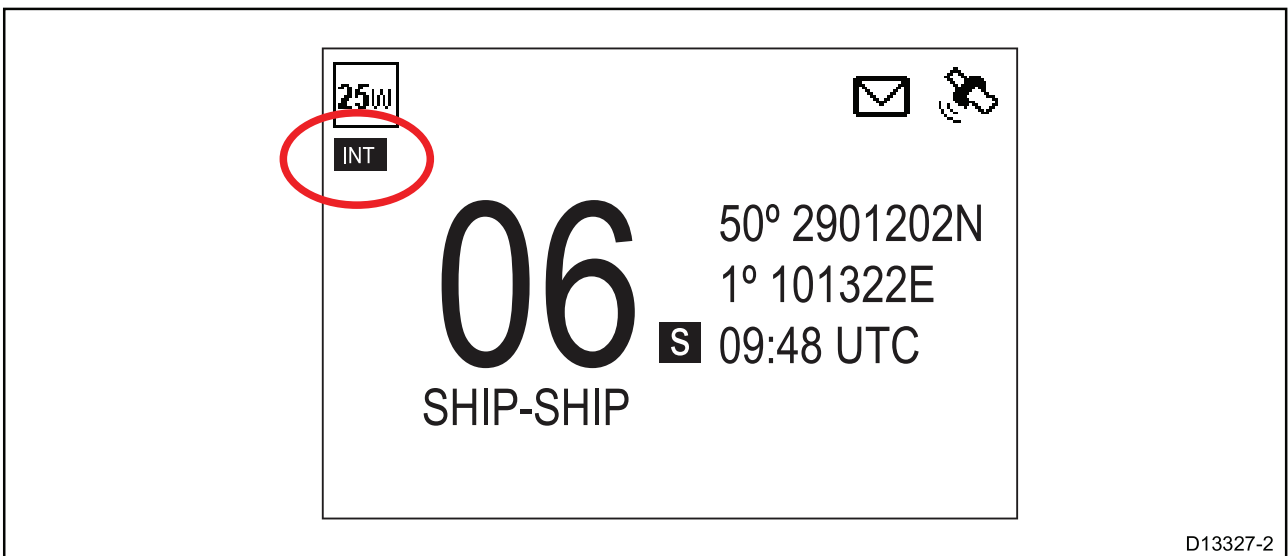 25W
INT
06
SHIP-SHIP
50º 2901202N
1º 101322E
S 09:48 UTC
D13327-2